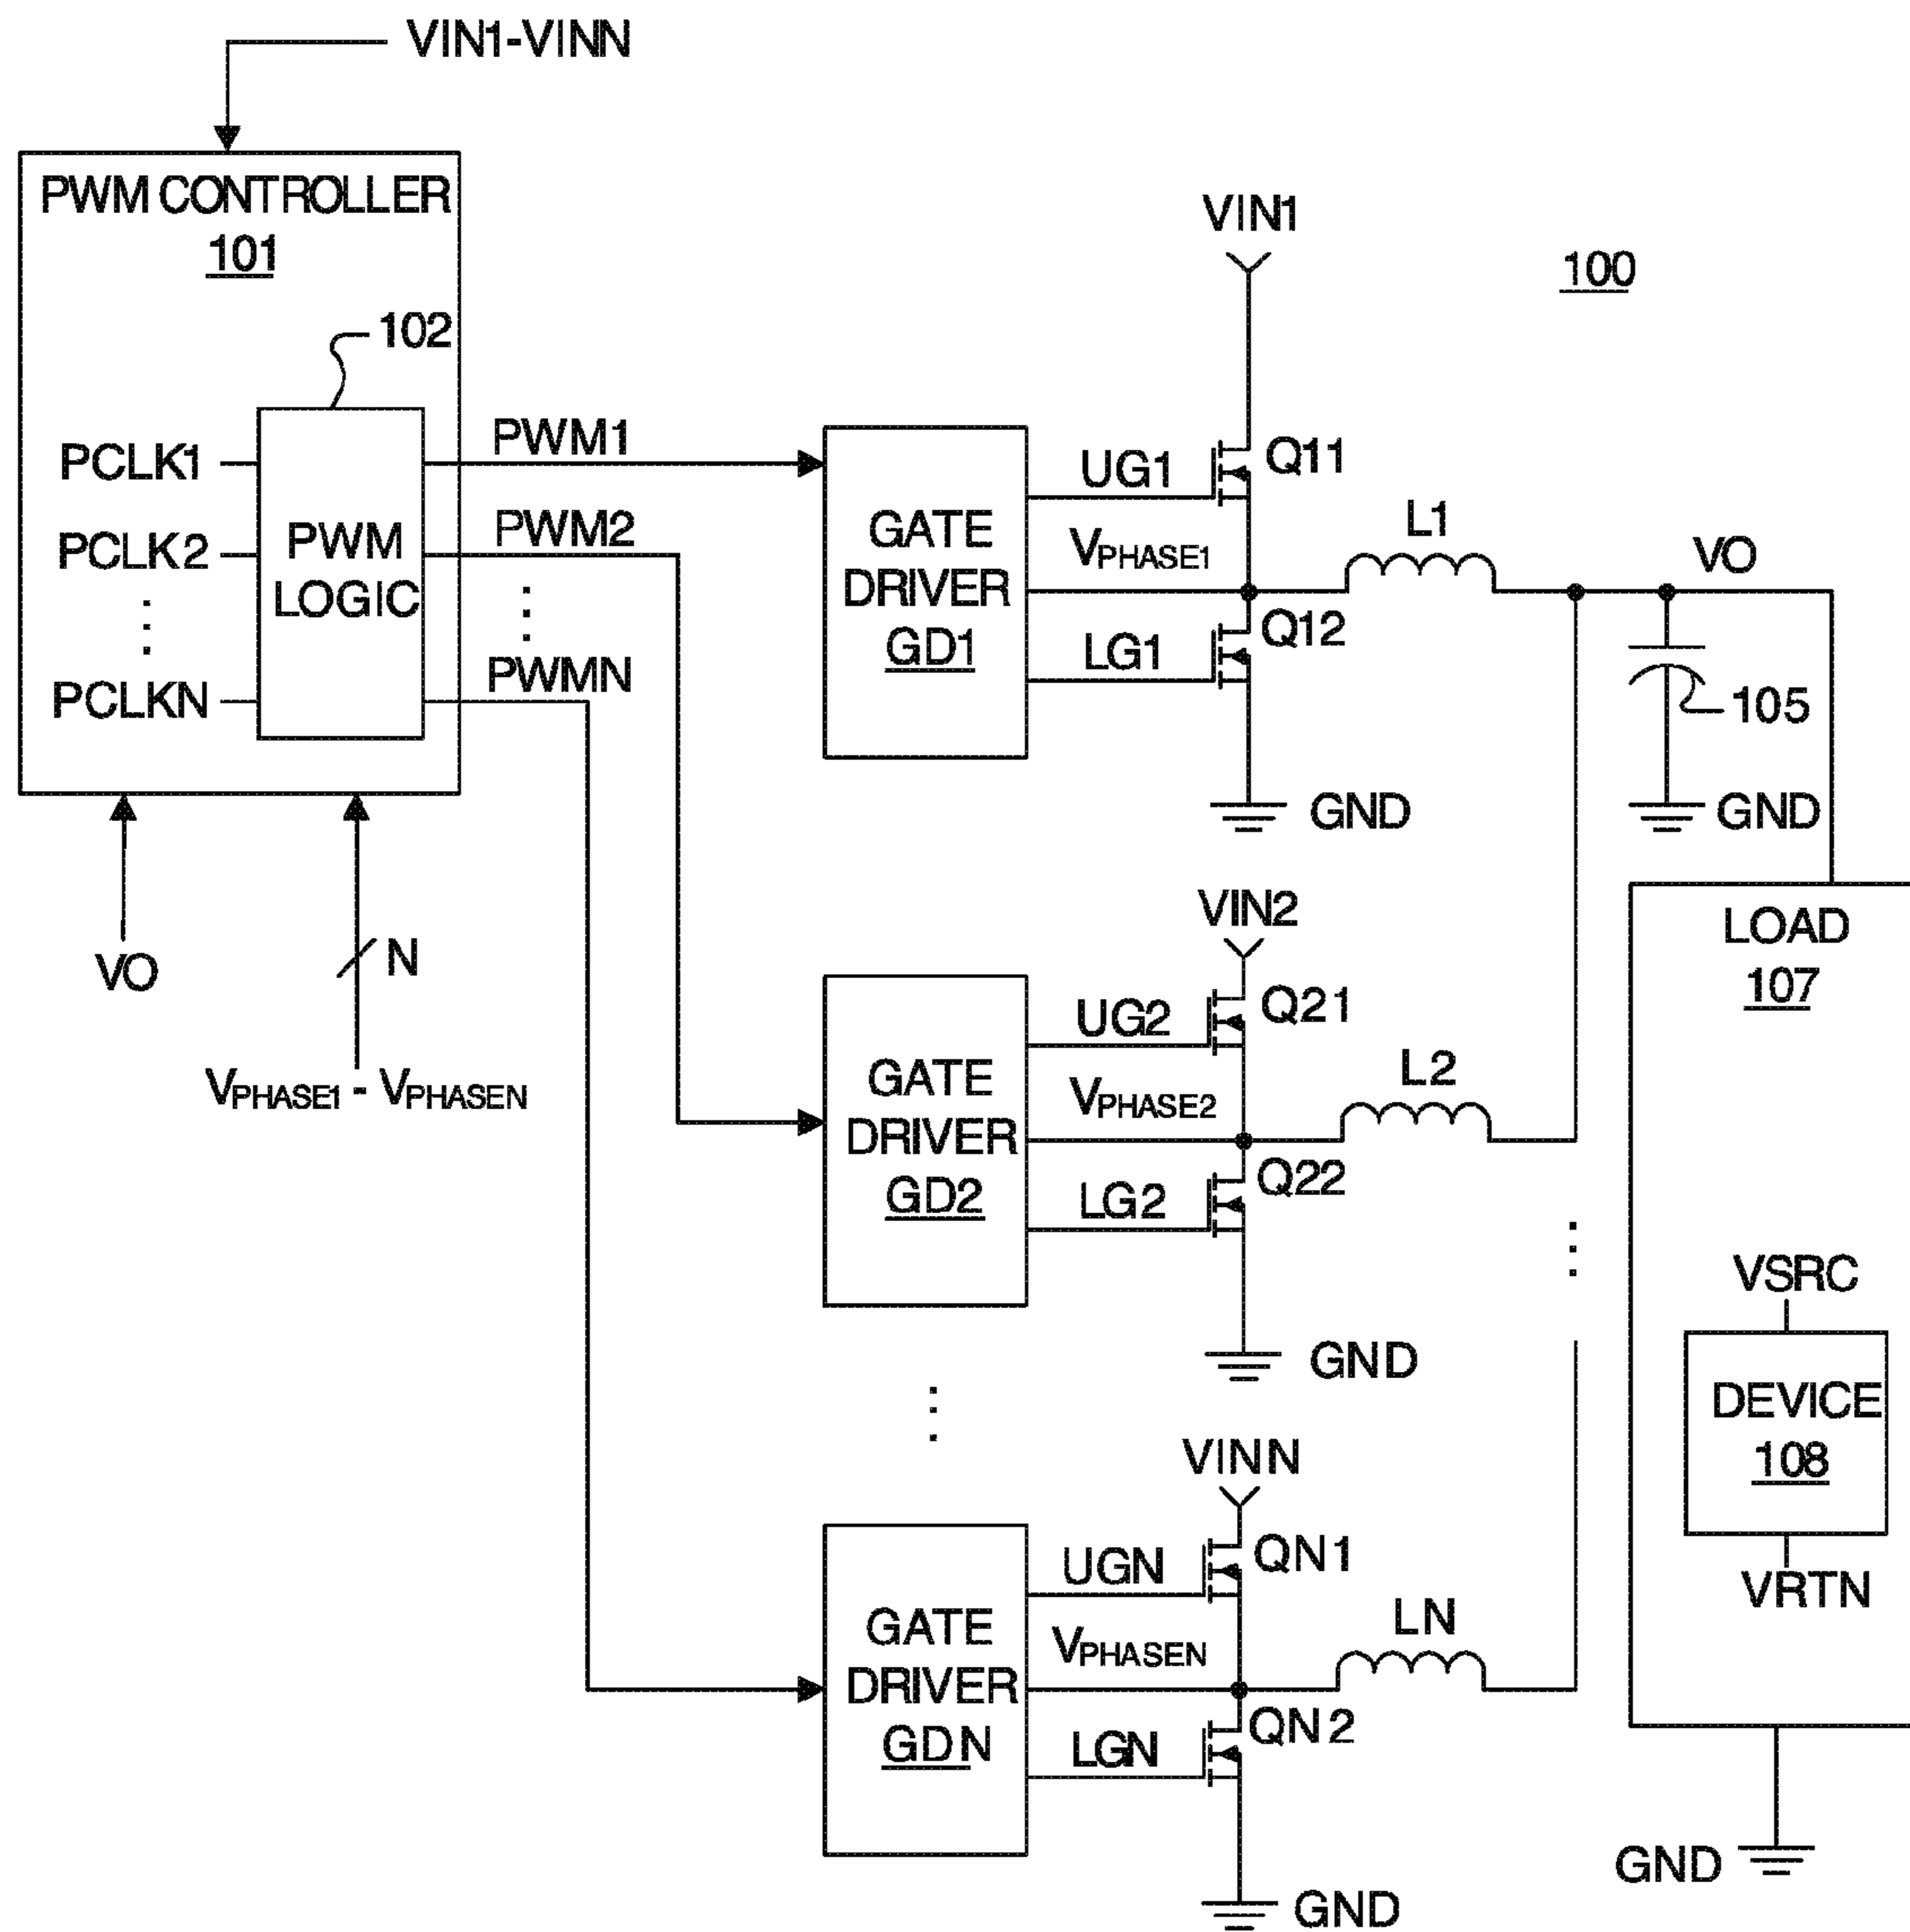 VIN1-VINN
PWM CONTROLLER
101
102
PCLK1
PCLK2
⋮
PCLKN
PWM
LOGIC
PWM1
PWM2
⋮
PWMN
VO
N
VPHASE1 - VPHASEN
100
VIN1
GATE
DRIVER
GD1
UG1
VPHASE1
LG1
Q11
Q12
L1
VO
105
GND
GND
VIN2
GATE
DRIVER
GD2
UG2
VPHASE2
LG2
Q21
Q22
L2
GND
⋮
⋮
VINN
GATE
DRIVER
GDN
UGN
VPHASEN
LGN
QN1
QN2
LN
GND
LOAD
107
VSRC
DEVICE
108
VRTN
GND